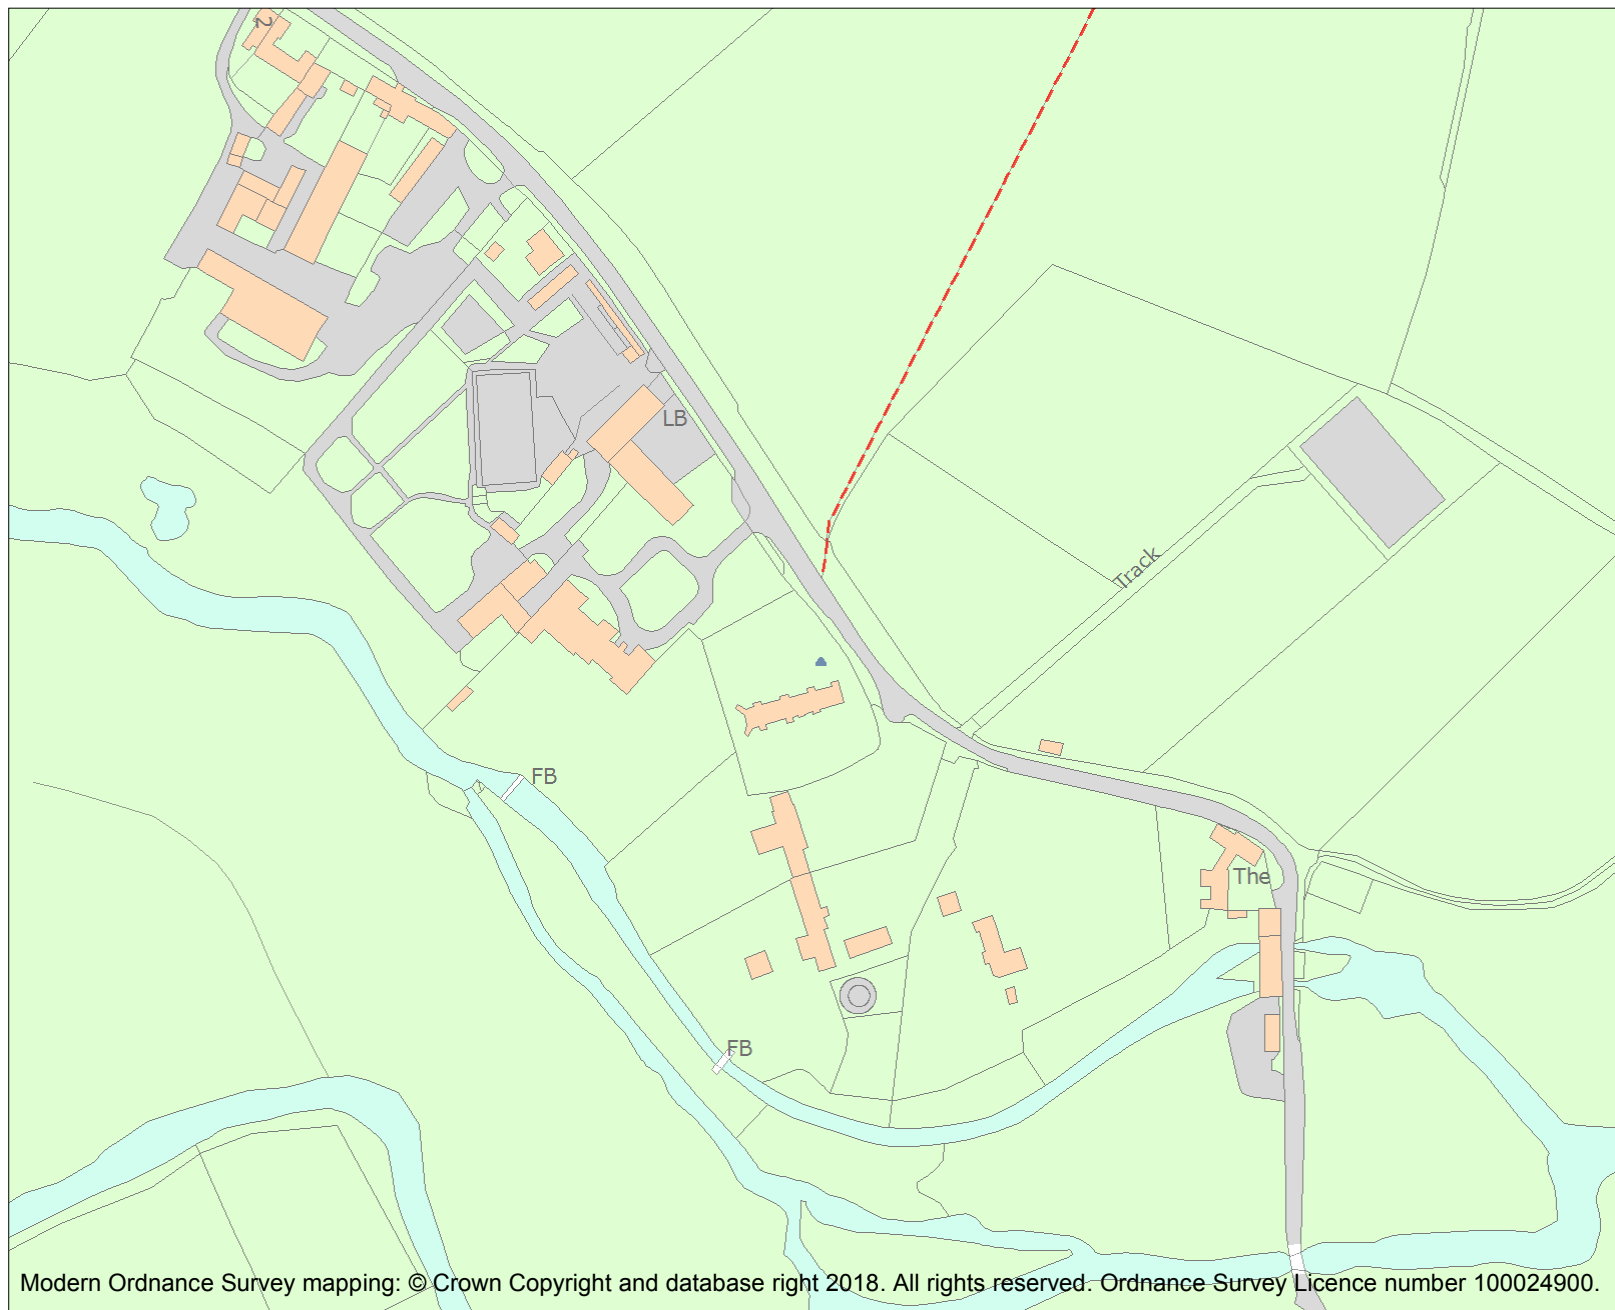 2
LB
Track
FB
The
FB
Modern Ordnance Survey mapping: © Crown Copyright and database right 2018. All rights reserved. Ordnance Survey Licence number 100024900.